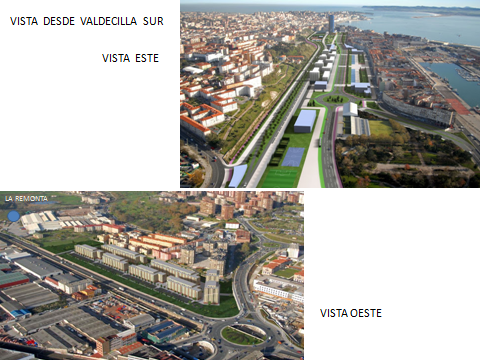 VISTA DESDE VALDECILLA SUR
VISTA ESTE
LA REMONTA
VISTA OESTE